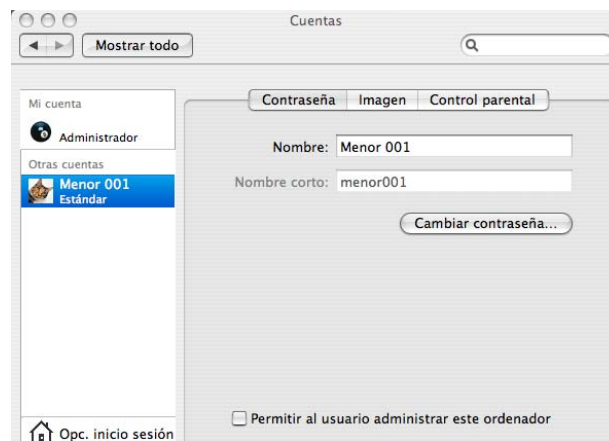 Cuentas
Mostrar todo
Mi cuenta
Administrador
Otras cuentas
Menor 001
Estándar
Opc. inicio sesión
Contraseña Imagen Control parental
Nombre: Menor 001
Nombre corto: menor001
Cambiar contraseña...
Permitir al usuario administrar este ordenador